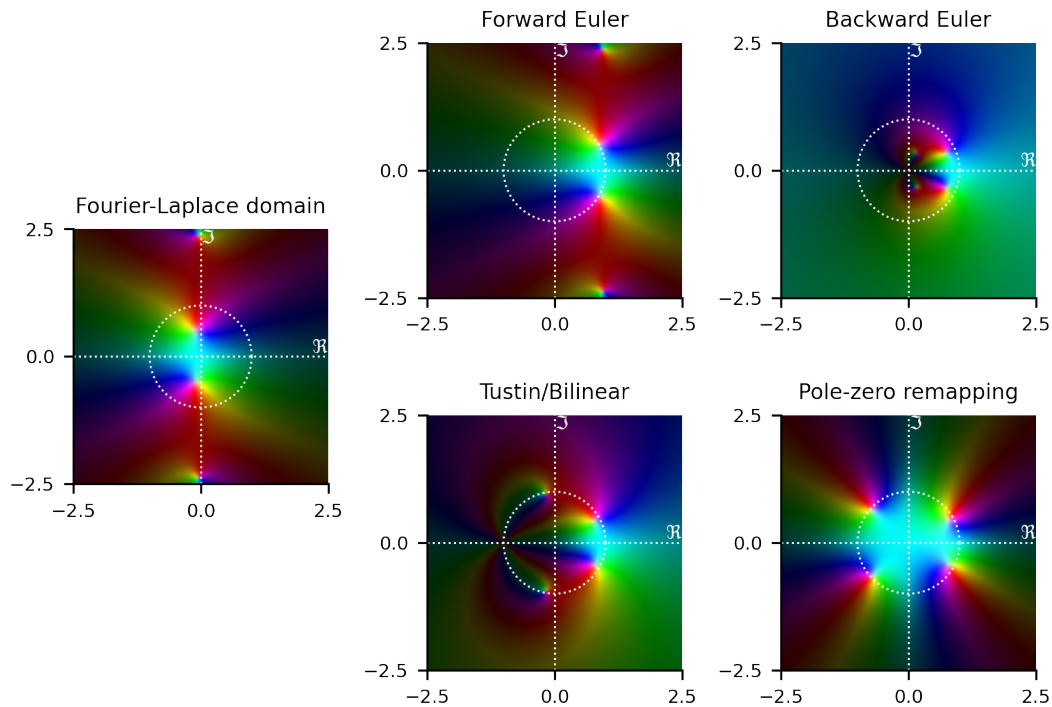 Forward Euler
2.5
0.0
−2.5
−2.5
0.0
2.5
ℑ
ℜ
Backward Euler
2.5
0.0
−2.5
−2.5
0.0
2.5
ℑ
ℜ
Fourier-Laplace domain
2.5
0.0
−2.5
−2.5
0.0
2.5
ℑ
ℜ
Tustin/Bilinear
2.5
0.0
−2.5
−2.5
0.0
2.5
ℑ
ℜ
Pole-zero remapping
2.5
0.0
−2.5
−2.5
0.0
2.5
ℑ
ℜ